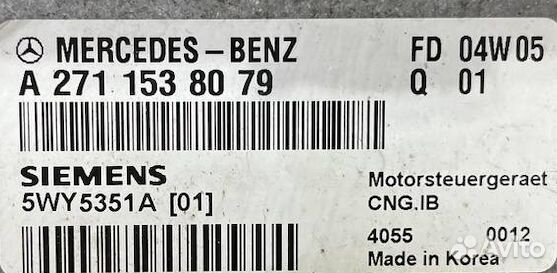 MERCEDES-BENZ FD 04W05
A 271 153 80 79 Q 01
SIEMENS
5WY5351A [01]
Motorsteuergeraet
CNG.IB
4055 0012
Made in Korea
Avito